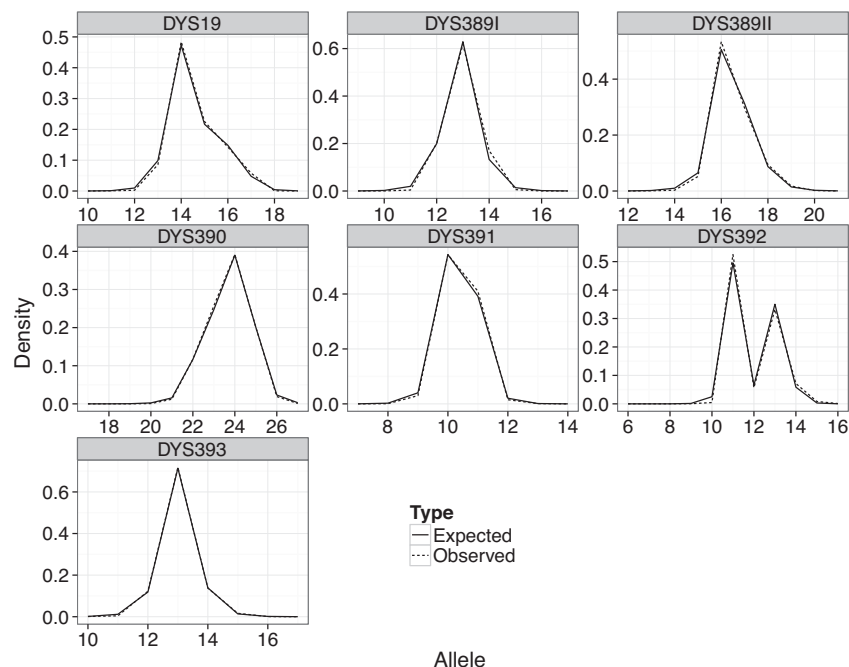 DYS19
DYS389I
DYS389II
0.5
0.4
0.3
0.2
0.1
0.0
0.6
0.4
0.2
0.0
0.4
0.2
0.0
10 12 14 16 18
10 12 14 16
12 14 16 18 20
DYS390
DYS391
DYS392
0.4
0.3
0.2
0.1
0.0
0.4
0.2
0.0
0.5
0.4
0.3
0.2
0.1
0.0
18 20 22 24 26
8 10 12 14
6 8 10 12 14 16
Density
DYS393
0.6
0.4
0.2
0.0
10 12 14 16
Type
Expected
Observed
Allele